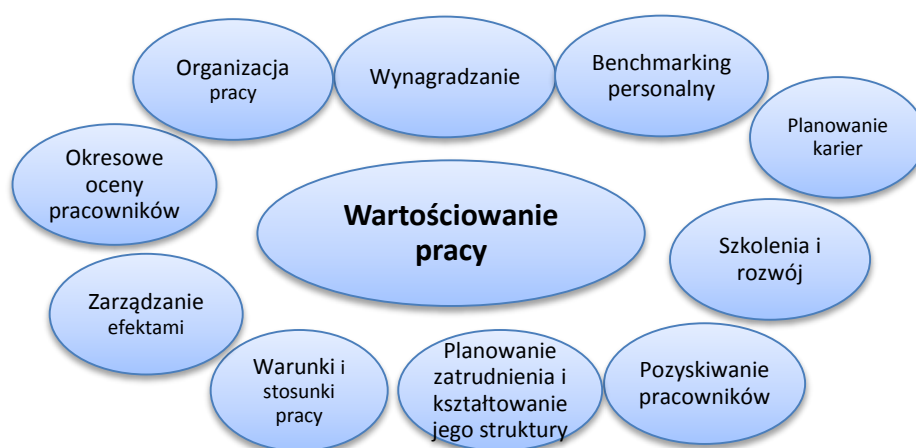 Organizacja
pracy
Wynagradzanie
Benchmarking
personalny
Planowanie
karier
Okresowe
oceny
pracowników
Wartościowanie
pracy
Szkolenia i
rozwój
Zarządzanie
efektami
Warunki i
stosunki
pracy
Planowanie
zatrudnienia i
kształtowanie
jego struktury
Pozyskiwanie
pracowników